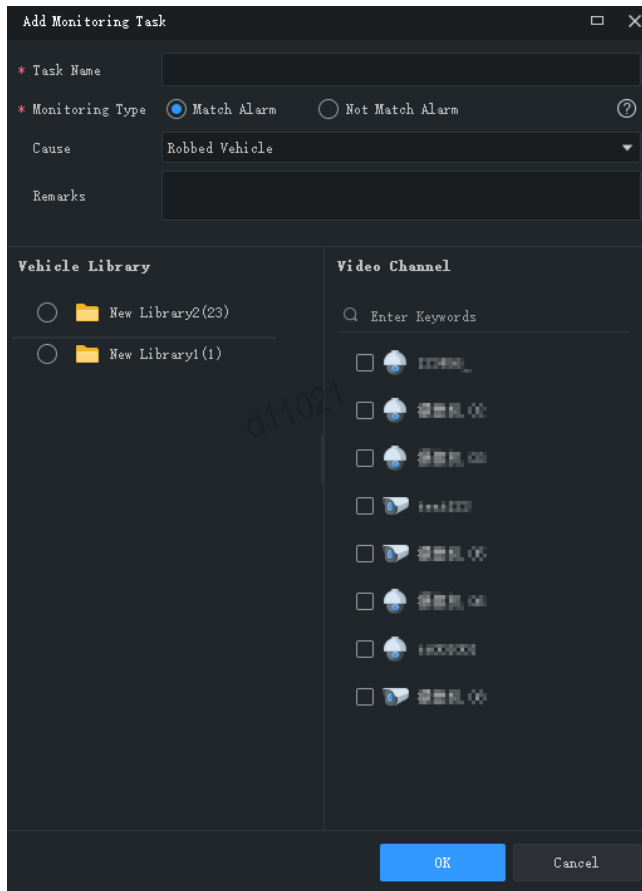 Add Monitoring Task
* Task Name
* Monitoring Type Match Alarm Not Match Alarm ?
Cause Robbed Vehicle
Remarks
Vehicle Library
New Library2(23)
New Library1(1)
Video Channel
Enter Keywords
d11021
OK Cancel